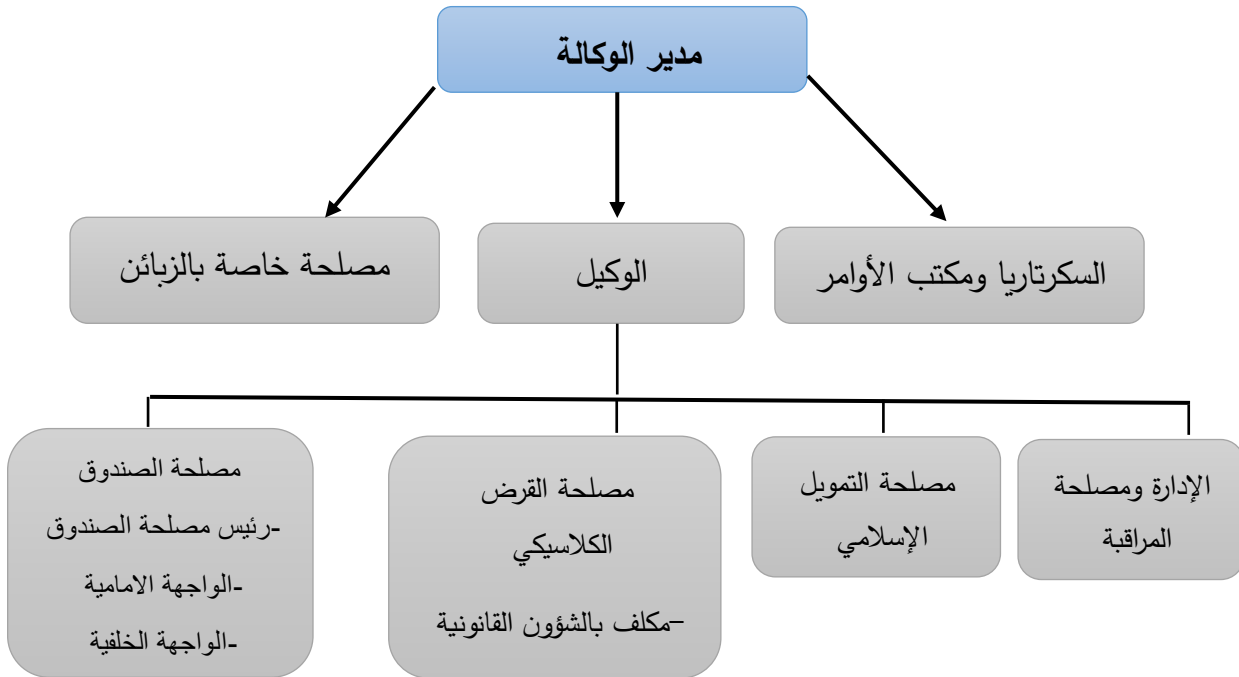 مدير الوكالة
السكرتاريا ومكتب الأوامر
الوكيل
مصلحة خاصة بالزبائن
الإدارة ومصلحة
المراقبة
مصلحة التمويل
الإسلامي
مصلحة القرض
الكلاسيكي
–مكلف بالشؤون القانونية
مصلحة الصندوق
-رئيس مصلحة الصندوق
-الواجهة الامامية
-الواجهة الخلفية